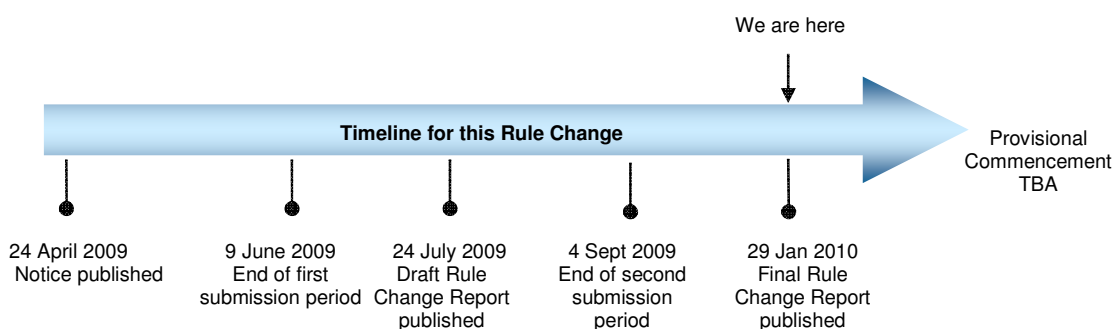 We are here
Timeline for this Rule Change
Provisional
Commencement
TBA
24 April 2009
Notice published
9 June 2009
End of first
submission period
24 July 2009
Draft Rule
Change Report
published
4 Sept 2009
End of second
submission
period
29 Jan 2010
Final Rule
Change Report
published